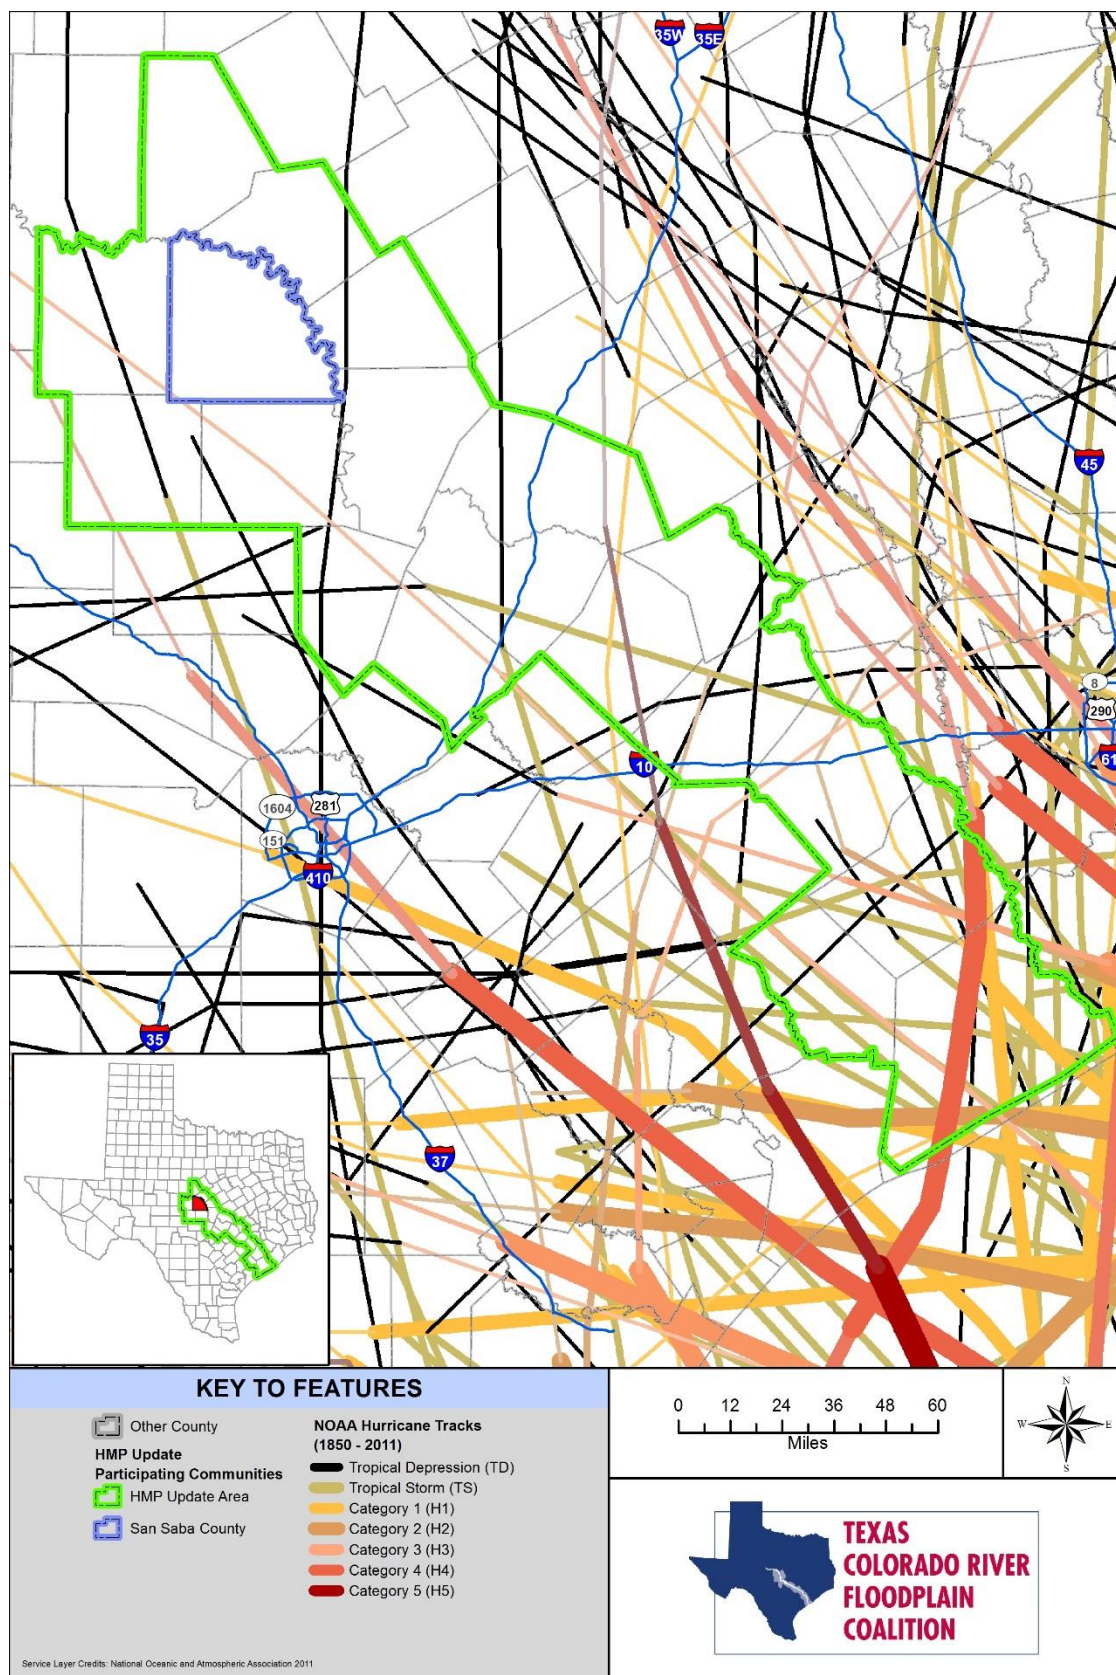 35W
35E
45
8
290
10
61
1604
281
151
410
35
37
KEY TO FEATURES
Other County
HMP Update
Participating Communities
HMP Update Area
San Saba County
NOAA Hurricane Tracks
(1850 - 2011)
Tropical Depression (TD)
Tropical Storm (TS)
Category 1 (H1)
Category 2 (H2)
Category 3 (H3)
Category 4 (H4)
Category 5 (H5)
Service Layer Credits: National Oceanic and Atmospheric Association 2011
0 12 24 36 48 60
Miles
N
W E
S
TEXAS
COLORADO RIVER
FLOODPLAIN
COALITION